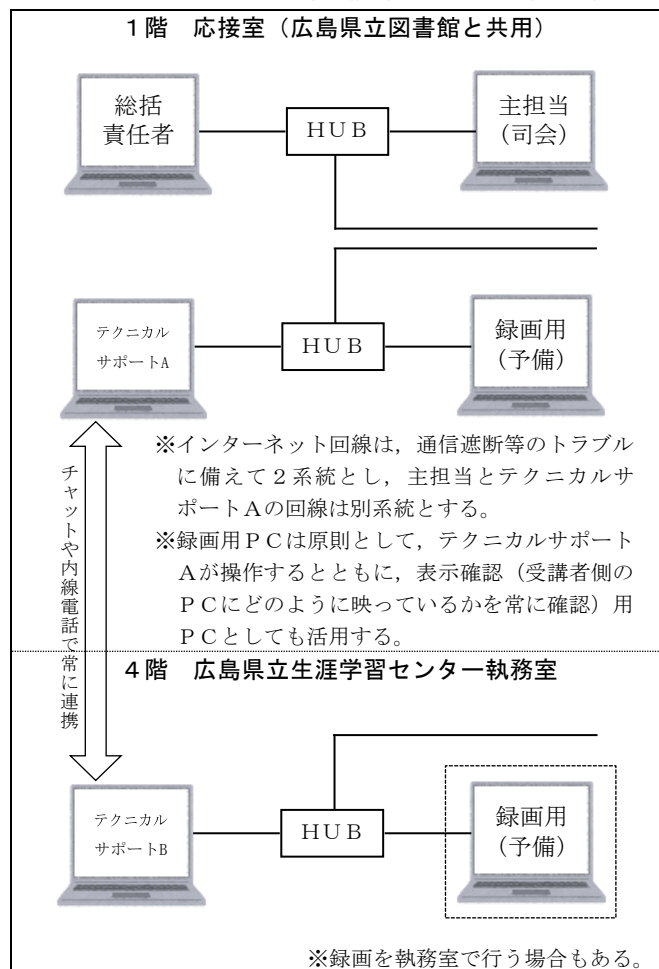 １階　応接室（広島県立図書館と共用）
総括
責任者
ＨＵＢ
主担当
（司会）
テクニカル
サポートA
ＨＵＢ
録画用
（予備）
チャットや内線電話で常に連携
※インターネット回線は，通信遮断等のトラブル
に備えて２系統とし，主担当とテクニカルサ
ポートＡの回線は別系統とする。
※録画用ＰＣは原則として，テクニカルサポート
Ａが操作するとともに，表示確認（受講者側の
ＰＣにどのように映っているかを常に確認）用
ＰＣとしても活用する。
４階　広島県立生涯学習センター執務室
テクニカル
サポートB
ＨＵＢ
録画用
（予備）
※録画を執務室で行う場合もある。